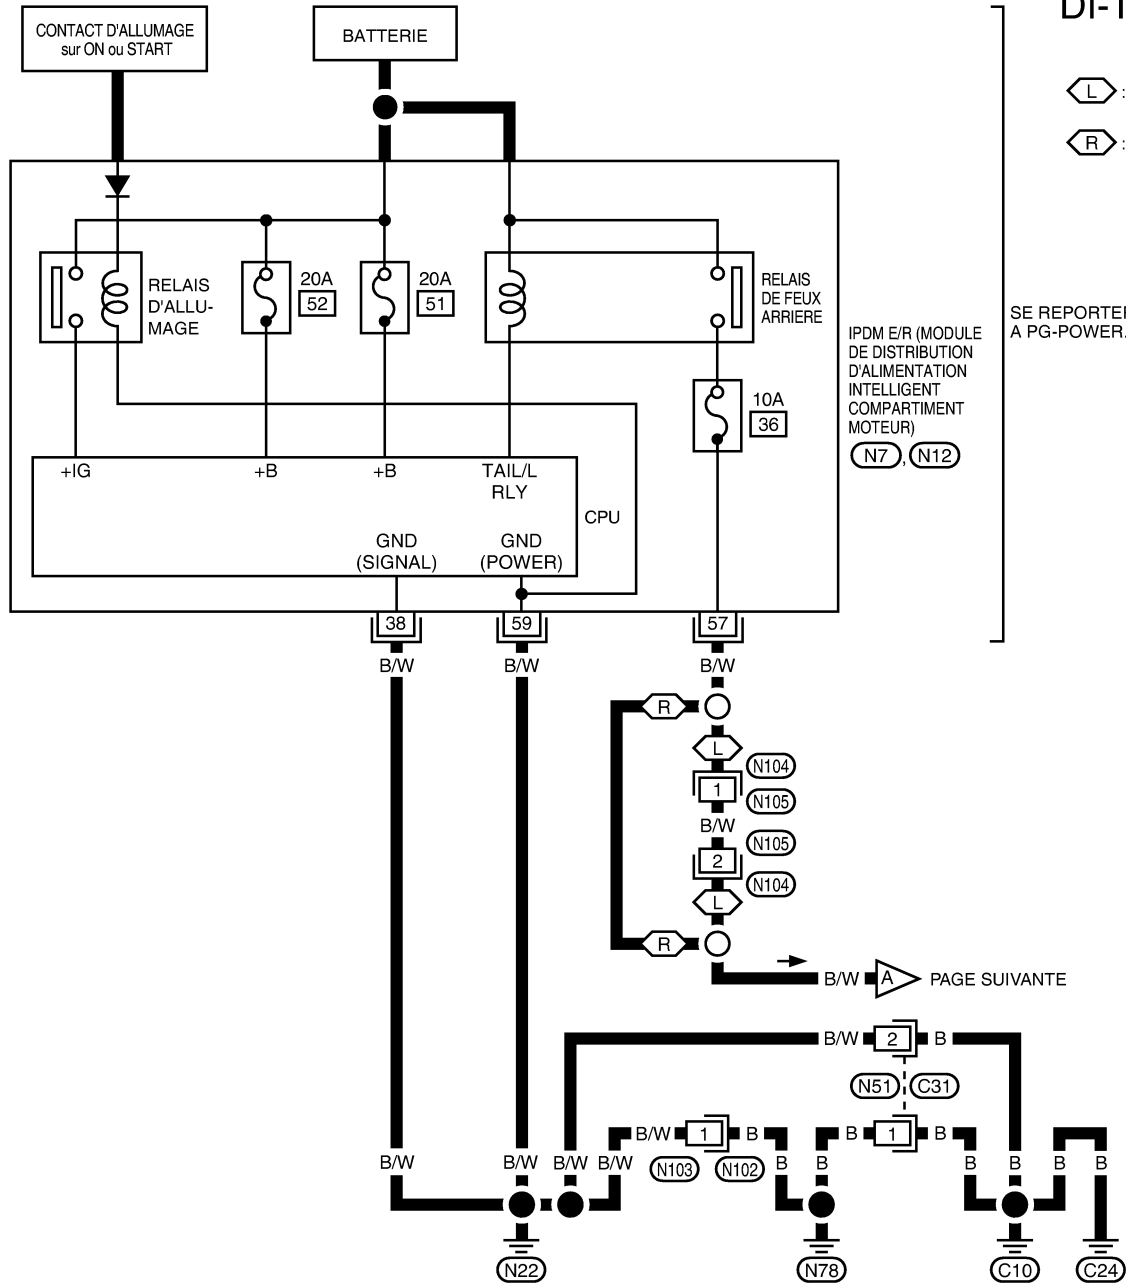 CONTACT D'ALLUMAGE
sur ON ou START
BATTERIE
DI-1
L :
R :
RELAIS
D'ALLU-
MAGE
20A
52
20A
51
RELAIS
DE FEUX
ARRIERE
10A
36
IPDM E/R (MODULE
DE DISTRIBUTION
D'ALIMENTATION
INTELLIGENT
COMPARTIMENT
MOTEUR)
N7 , N12
SE REPORTER
A PG-POWER.
+IG
+B
+B
TAIL/L
RLY
CPU
GND
(SIGNAL)
GND
(POWER)
38
59
57
B/W
B/W
B/W
R
L
N104
1
N105
B/W
N105
2
N104
L
R
B/W
A
PAGE SUIVANTE
B/W
2
B
N51
C31
B/W
1
B
B
1
B
N103
N102
B/W
B/W
B/W
B/W
B
B
B
B
B
B
N22
N78
C10
C24